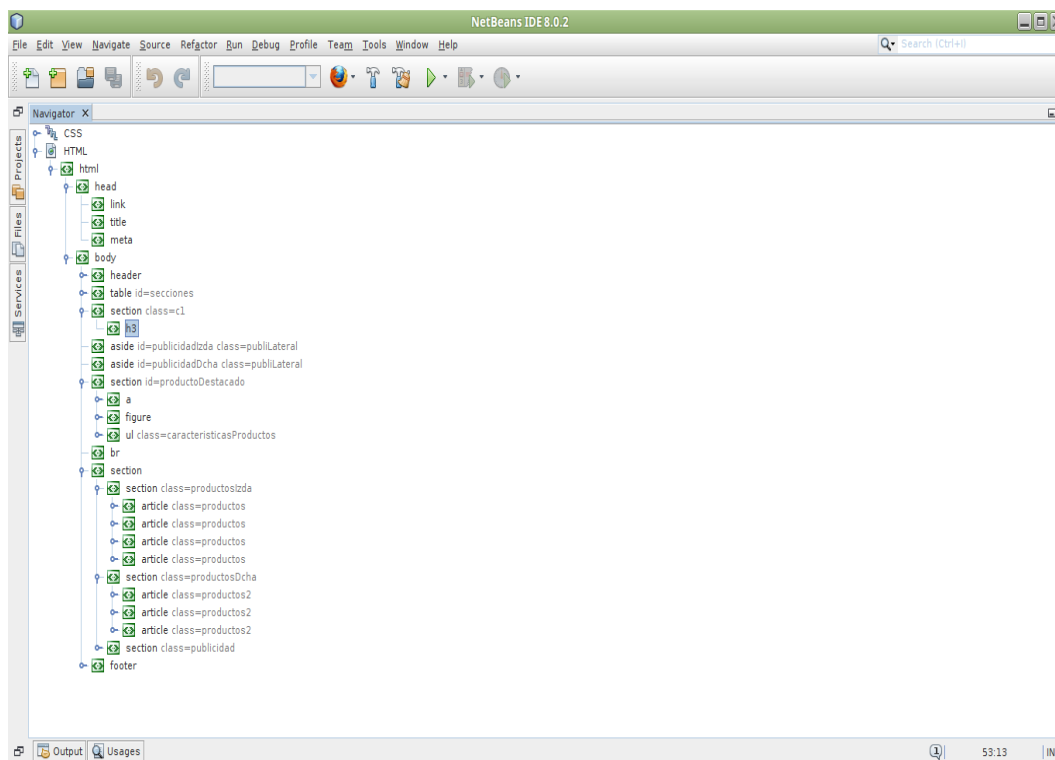 NetBeans IDE 8.0.2
File Edit View Navigate Source Refactor Run Debug Profile Team Tools Window Help
Search (Ctrl+I)
Navigator X
Projects
Files
Services
CSS
HTML
html
head
link
title
meta
body
header
table id=secciones
section class=c1
h3
aside id=publicidadIzda class=publiLateral
aside id=publicidadDcha class=publiLateral
section id=productoDestacado
a
figure
ul class=caracteristicasProductos
br
section
section class=productosIzda
article class=productos
article class=productos
article class=productos
article class=productos
section class=productosDcha
article class=productos2
article class=productos2
article class=productos2
section class=publicidad
footer
Output Usages 1 53:13 IN